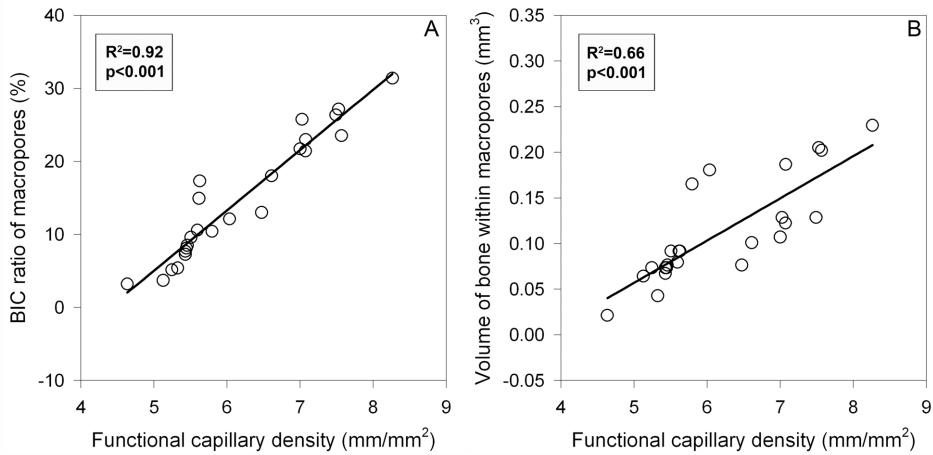 A
R²=0.92
p<0.001
40
30
20
10
0
-10
4 5 6 7 8 9
BIC ratio of macropores (%)
Functional capillary density (mm/mm²)
B
R²=0.66
p<0.001
0.35
0.30
0.25
0.20
0.15
0.10
0.05
0.00
-0.05
4 5 6 7 8 9
Volume of bone within macropores (mm³)
Functional capillary density (mm/mm²)